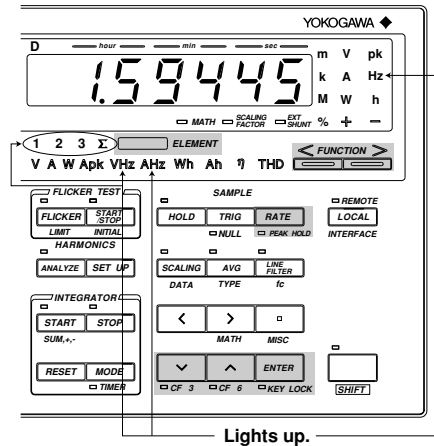 YOKOGAWA
D hour min sec m V pk
1.59445 k A Hz
M W h
MATH SCALING FACTOR EXT SHUNT % + −
1 2 3 Σ ELEMENT < FUNCTION >
V A W Apk VHz AHz Wh Ah η THD
FLICKER TEST SAMPLE REMOTE
FLICKER START /STOP HOLD TRIG RATE LOCAL
LIMIT INITIAL NULL PEAK HOLD INTERFACE
HARMONICS
ANALYZE SET UP SCALING AVG LINE FILTER
DATA TYPE fc
INTEGRATOR
START STOP < >
SUM,+,- MATH MISC
RESET MODE ENTER
TIMER CF 3 CF 6 KEY LOCK SHIFT
Lights up.